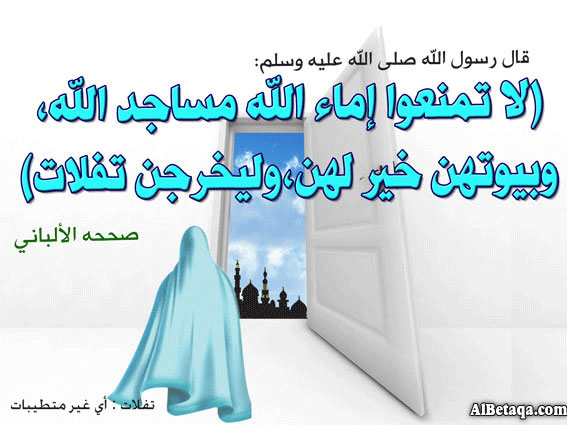 قال رسول الله صلى الله عليه وسلم:
(لا تمنعوا إماء الله مساجد الله،
وبيوتهن خير لهن،وليخرجن تفلات)
صححه الألباني
تفلات : أي غير متطيبات
AlBetaqa.com